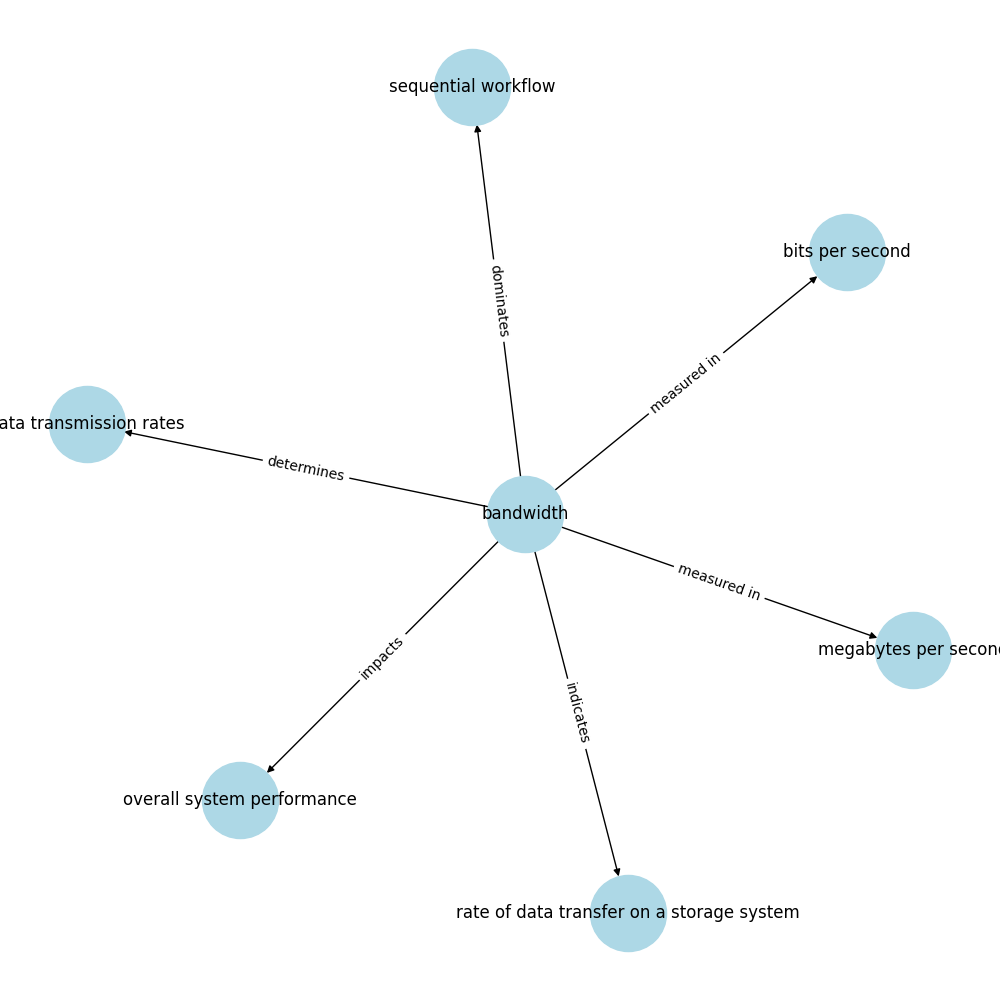 sequential workflow
bits per second
dominates
measured in
ata transmission rates
determines
bandwidth
measured in
megabytes per secon
impacts
indicates
overall system performance
rate of data transfer on a storage system